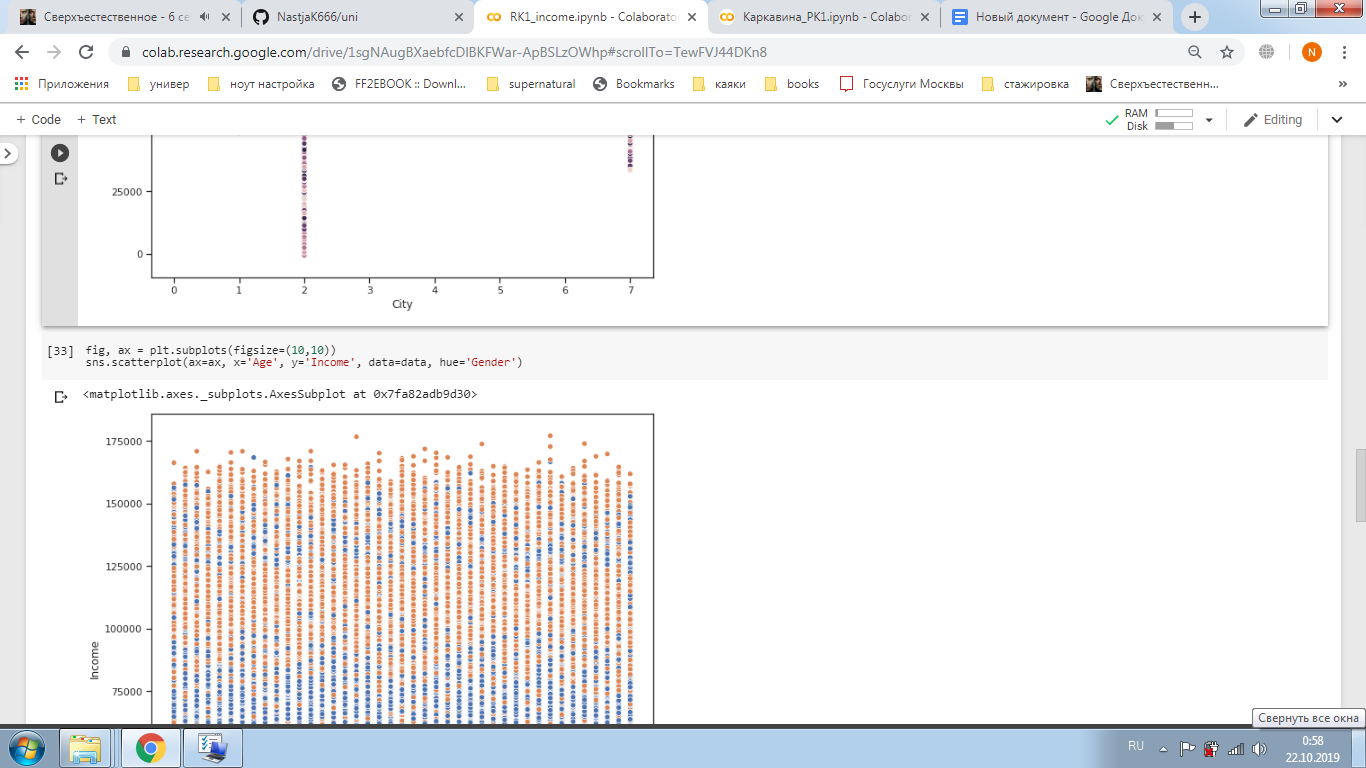 Сверхъестественное - 6 се
NastjaK666/uni
RK1_income.ipynb - Colaborato
Каркавина_РК1.ipynb - Colabor
Новый документ - Google Док
colab.research.google.com/drive/1sgNAugBXaebfcDlBKFWar-ApBSLzOWhp#scrollTo=TewFVJ44DKn8
N
Приложения
универ
ноут настройка
FF2EBOOK :: Downl...
supernatural
Bookmarks
каяки
books
Госуслуги Москвы
стажировка
Сверхъестественн...
»
+ Code
+ Text
RAM
Disk
Editing
25000
0
0 1 2 3 4 5 6 7
City
[33]
fig, ax = plt.subplots(figsize=(10,10))
sns.scatterplot(ax=ax, x='Age', y='Income', data=data, hue='Gender')
<matplotlib.axes._subplots.AxesSubplot at 0x7fa82adb9d30>
175000
150000
125000
100000
75000
Income
Свернуть все окна
RU
0:58
22.10.2019